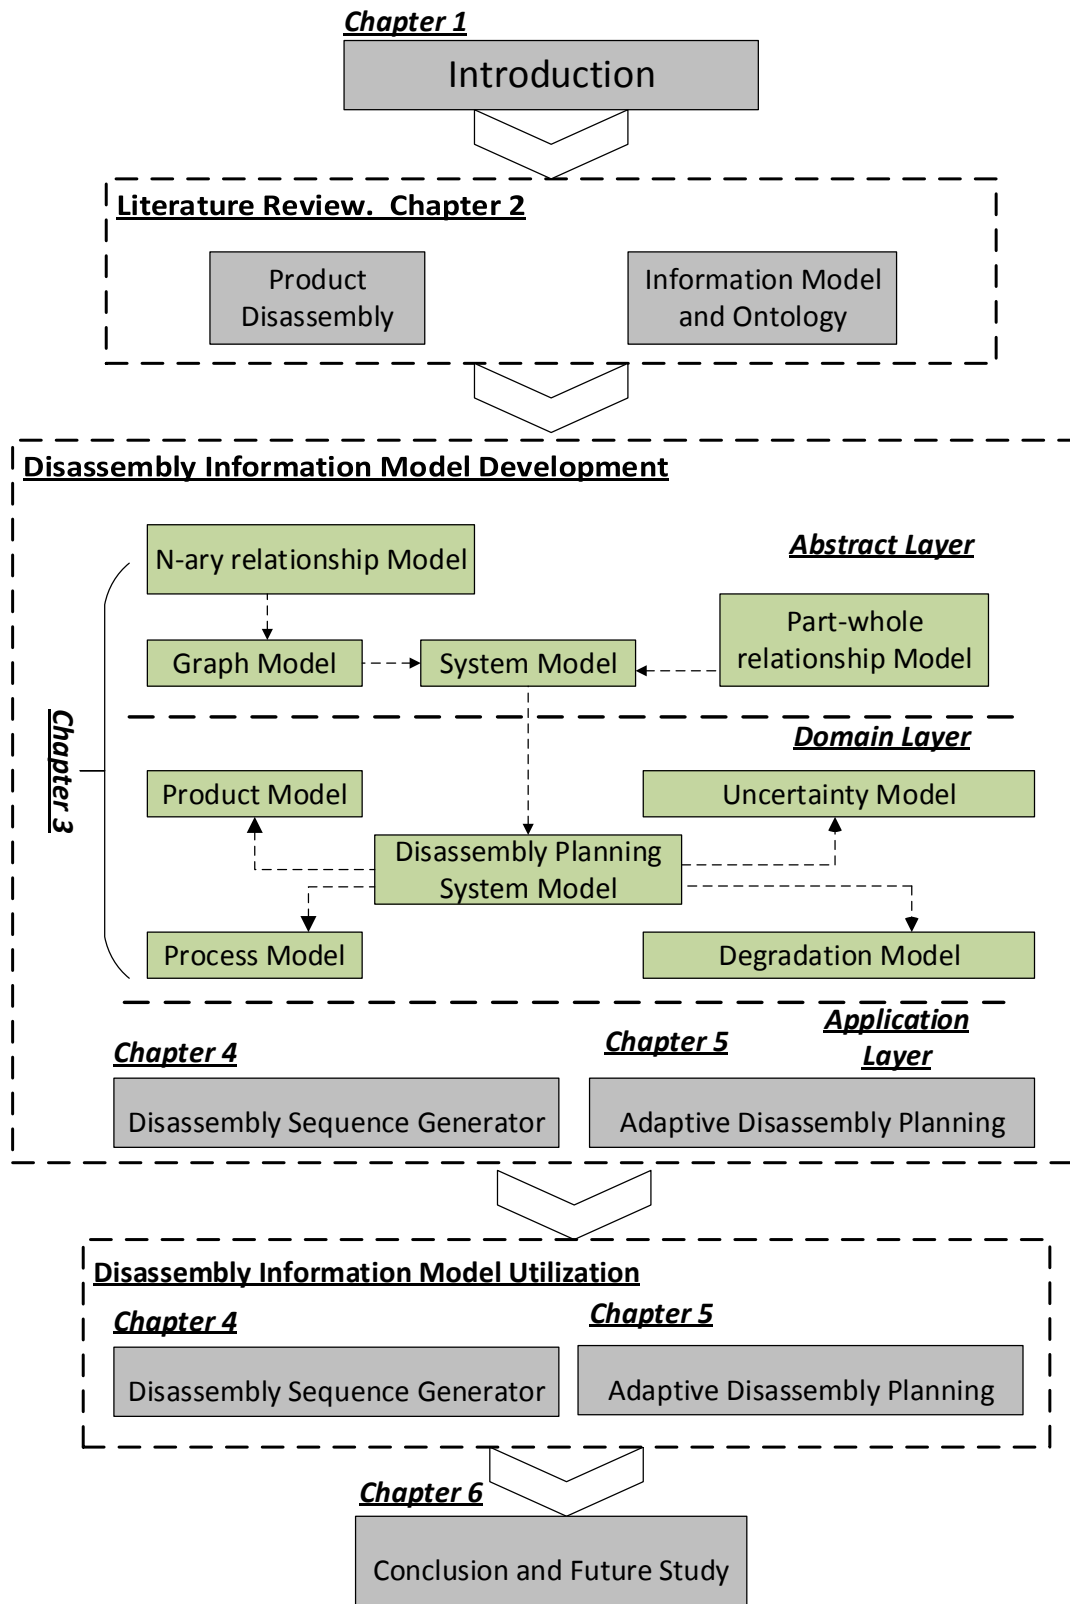 Chapter 1
Introduction
Literature Review.  Chapter 2
Product
Disassembly
Information Model
and Ontology
Disassembly Information Model Development
N-ary relationship Model
Abstract Layer
Part-whole
relationship Model
Graph Model
System Model
Chapter 3
Domain Layer
Product Model
Uncertainty Model
Disassembly Planning
System Model
Process Model
Degradation Model
Application
Layer
Chapter 4
Chapter 5
Disassembly Sequence Generator
Adaptive Disassembly Planning
Disassembly Information Model Utilization
Chapter 4
Chapter 5
Disassembly Sequence Generator
Adaptive Disassembly Planning
Chapter 6
Conclusion and Future Study